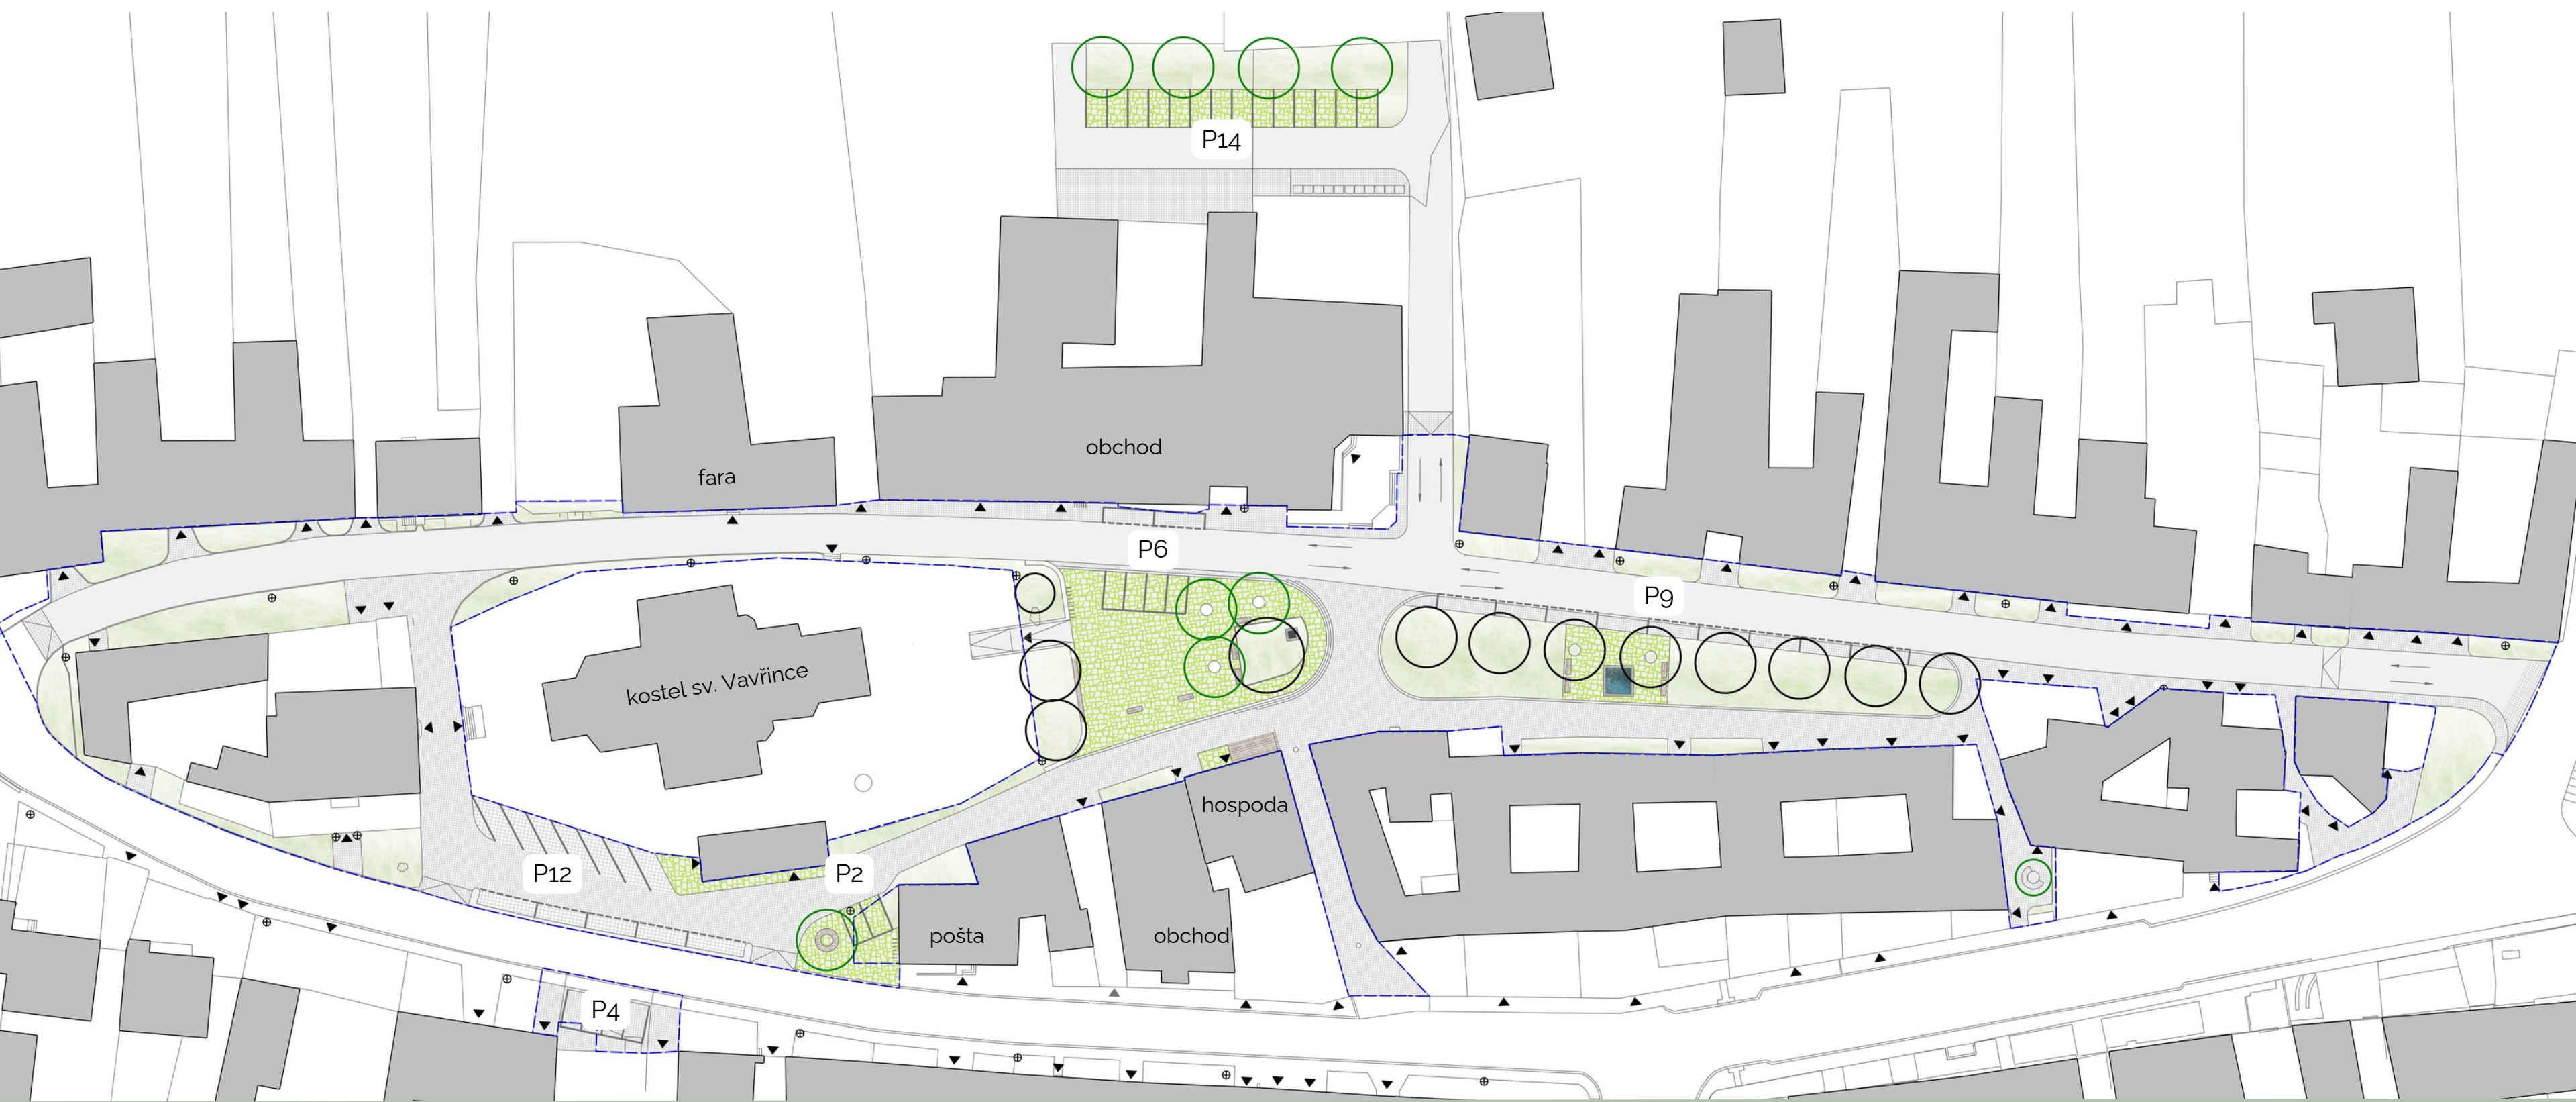 P14
obchod
fara
P6
P9
kostel sv. Vavřince
hospoda
P12
P2
pošta
obchod
P4